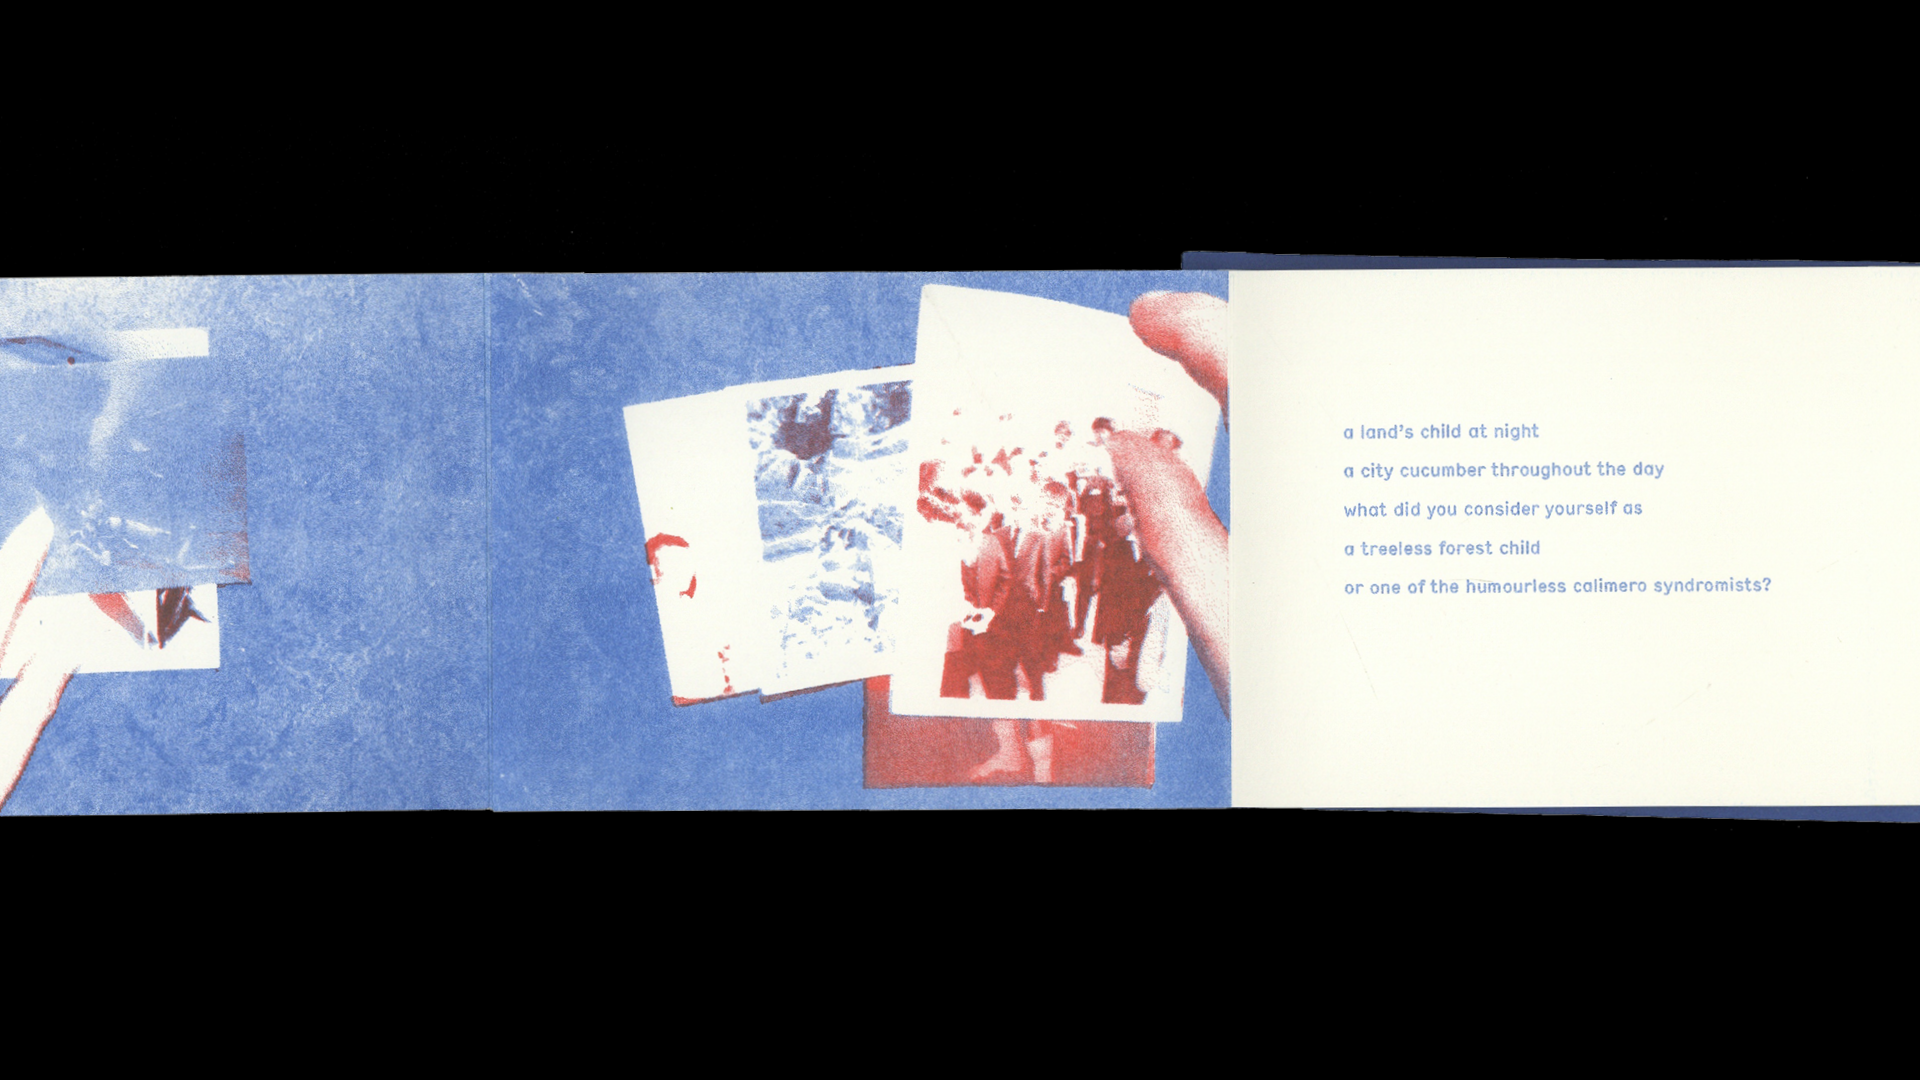 a land's child at night
a city cucumber throughout the day
what did you consider yourself as
a treeless forest child
or one of the humourless calimero syndromists?